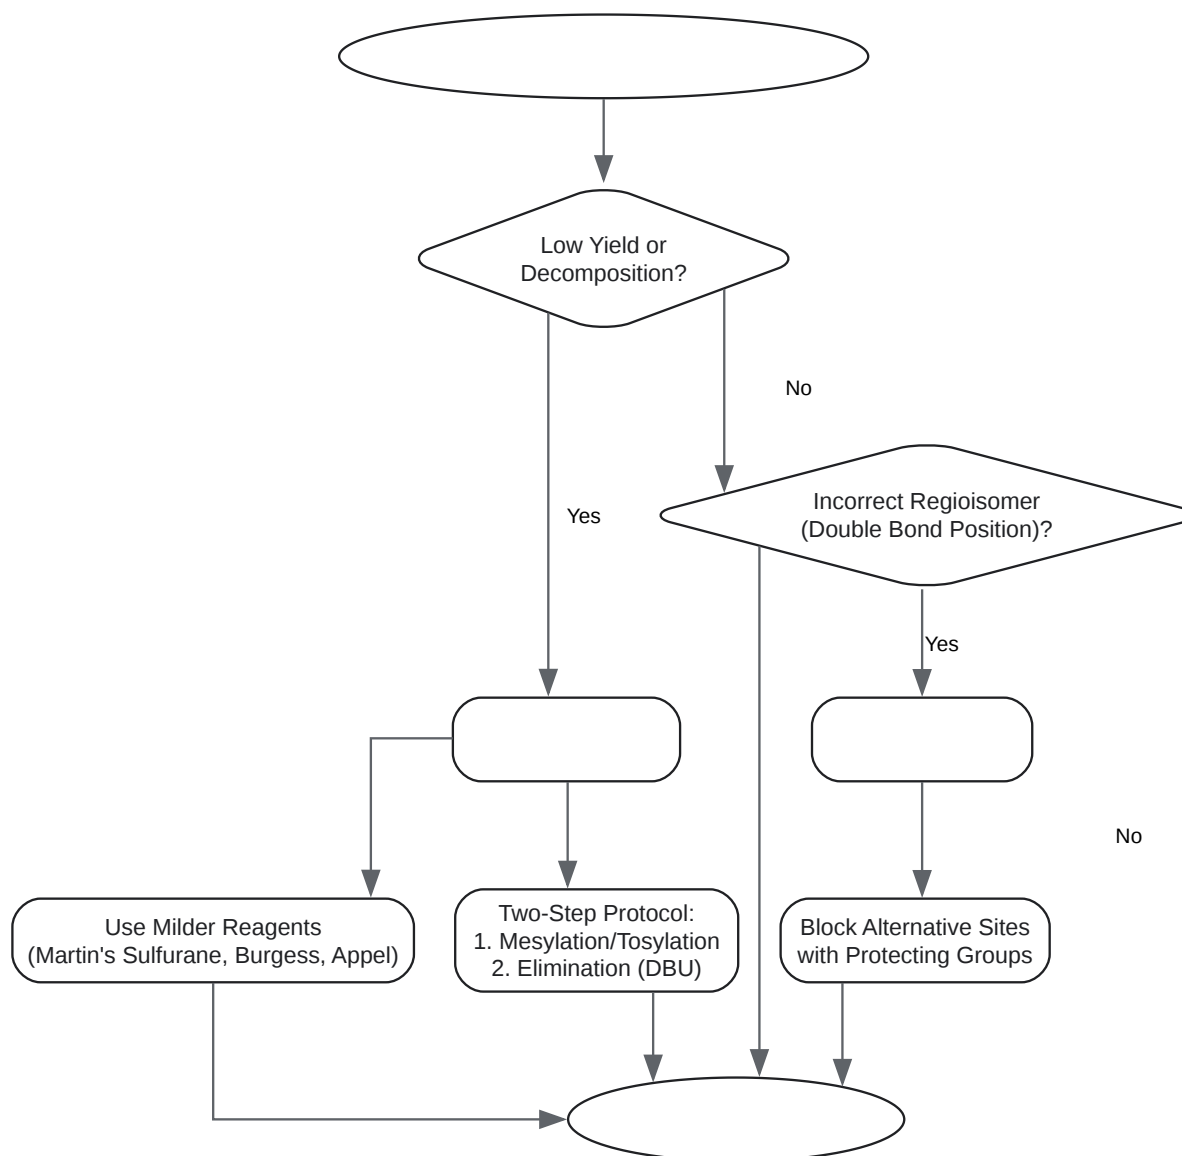 Low Yield or
Decomposition?
No
Incorrect Regioisomer
(Double Bond Position)?
Yes
Yes
No
Use Milder Reagents
(Martin's Sulfurane, Burgess, Appel)
Two-Step Protocol:
1. Mesylation/Tosylation
2. Elimination (DBU)
Block Alternative Sites
with Protecting Groups